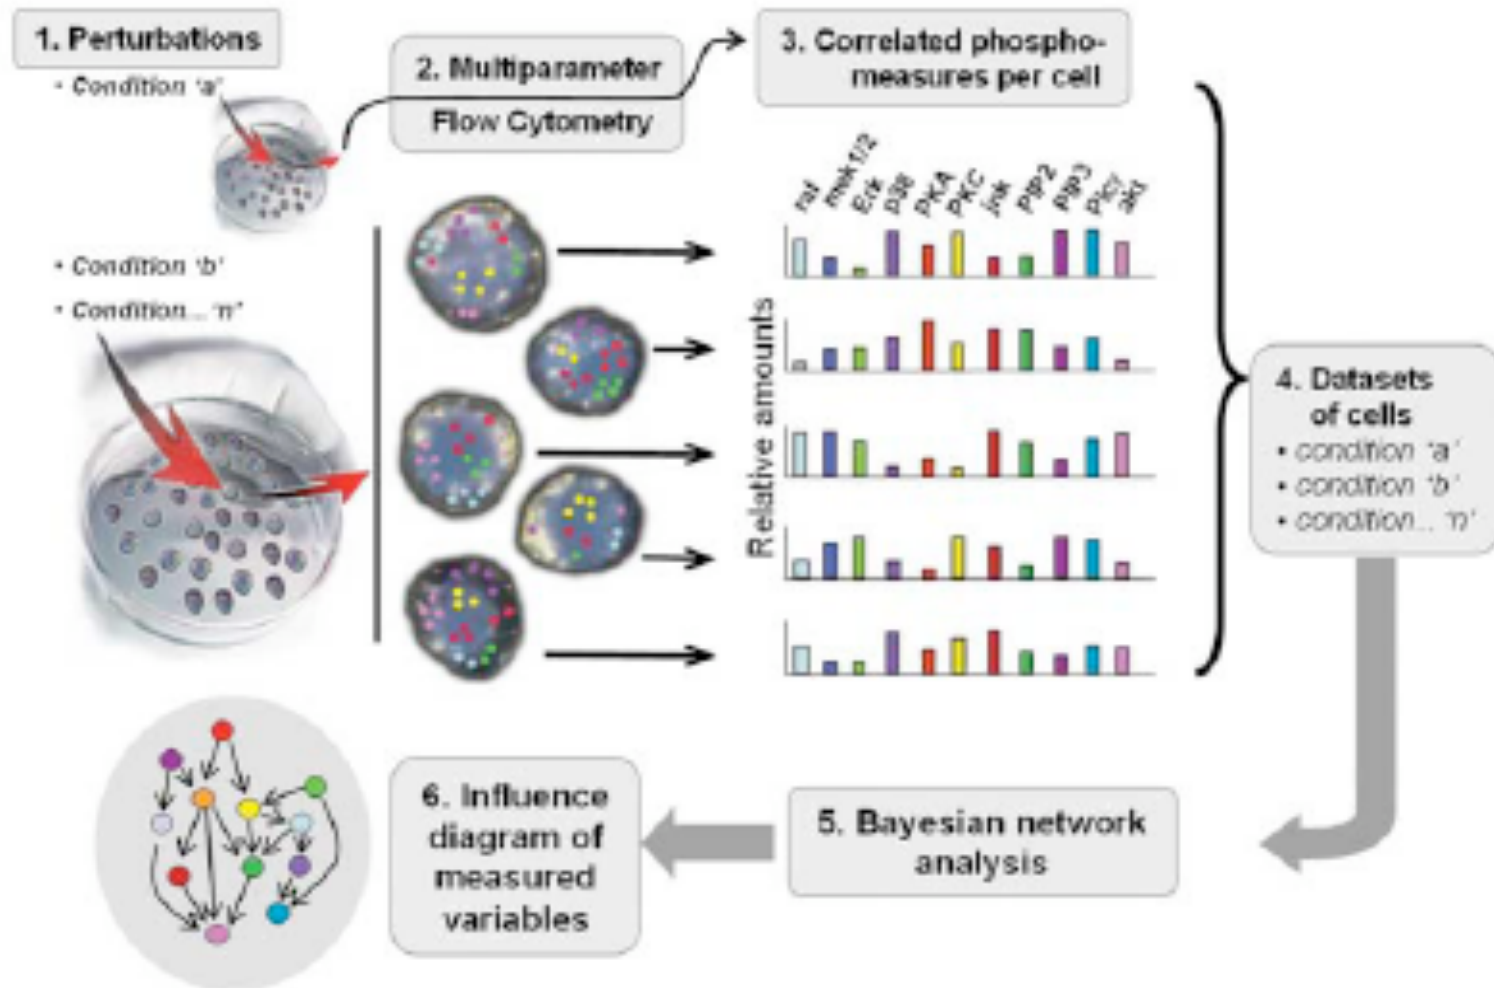 1. Perturbations
• Condition 'a'
• Condition 'b'
• Condition... 'n'
2. Multiparameter
Flow Cytometry
3. Correlated phospho-
measures per cell
raf
mek1/2
Erk
p38
PKA
PKC
jnk
PIP2
PIP3
akt
Relative amounts
4. Datasets
of cells
• condition 'a'
• condition 'b'
• condition... 'n'
5. Bayesian network
analysis
6. Influence
diagram of
measured
variables